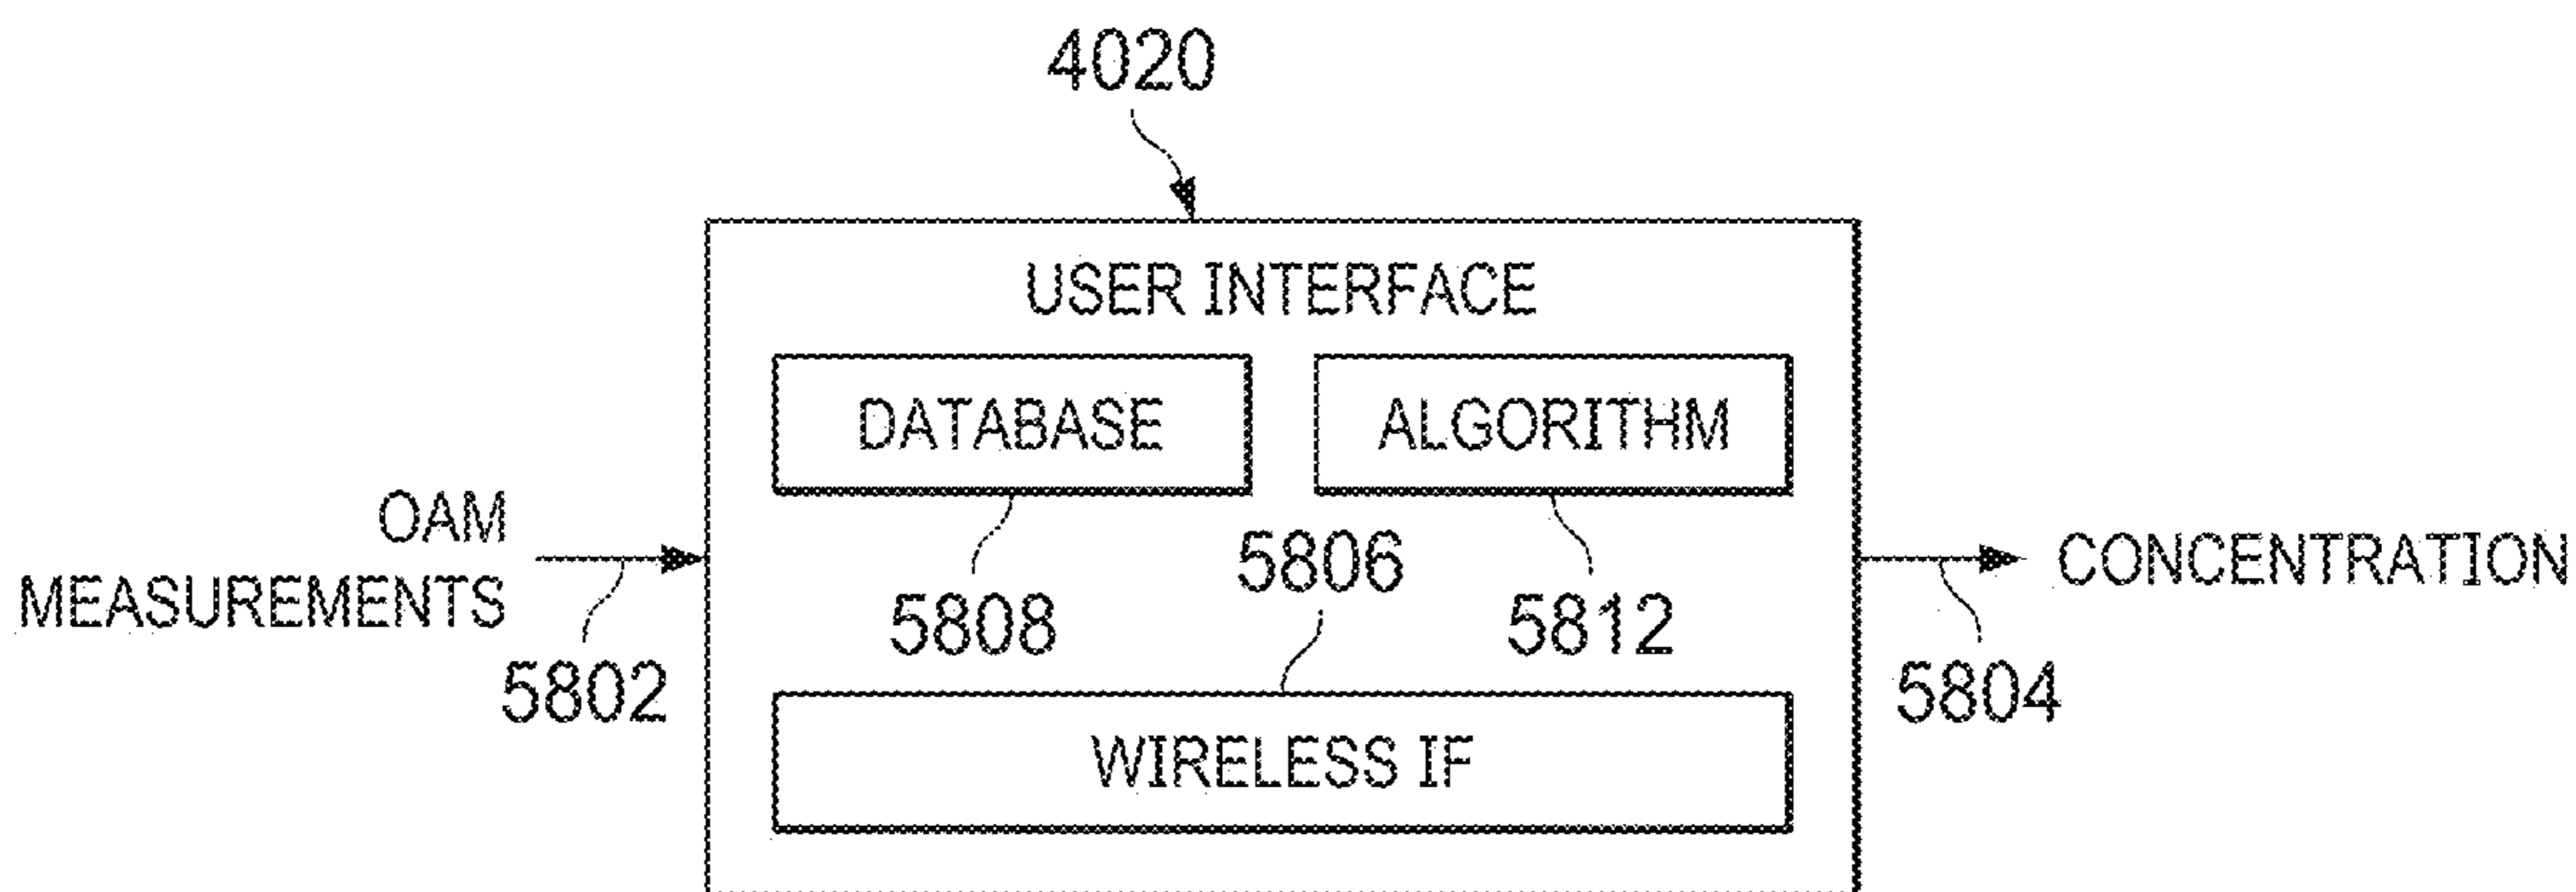 4020
USER INTERFACE
DATABASE
ALGORITHM
OAM
MEASUREMENTS
5802
5808
5806
5812
CONCENTRATION
5804
WIRELESS IF